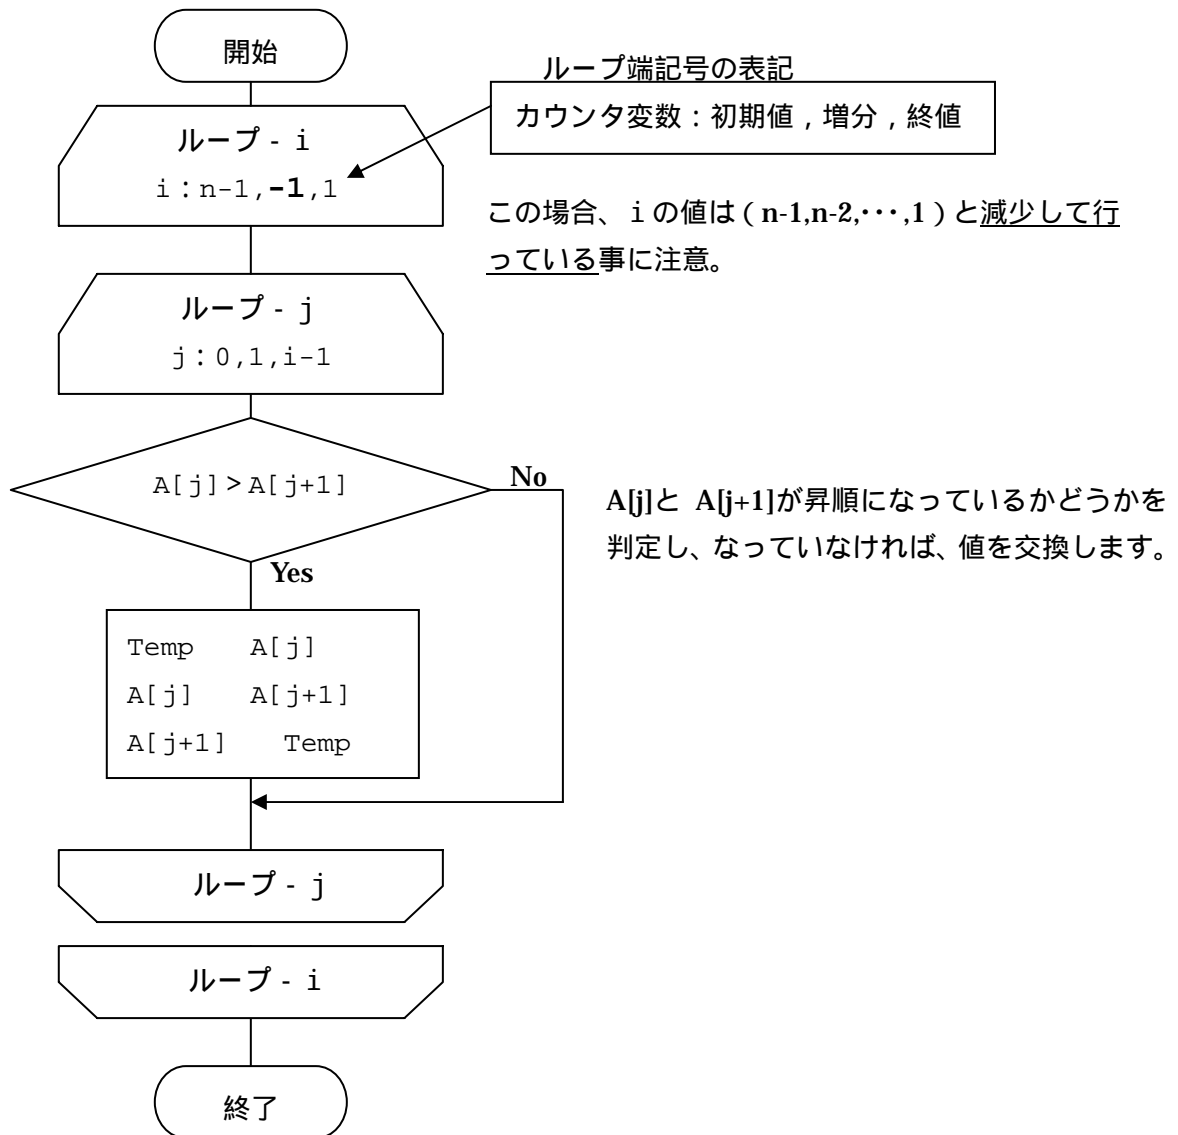 開始
ループ端記号の表記
カウンタ変数：初期値，増分，終値
ループ - i
i：n-1,-1,1
この場合、iの値は（n-1,n-2,･･･,1）と減少して行
っている事に注意。
ループ - j
j：0,1,i-1
A[j]>A[j+1]
No
A[j]と A[j+1]が昇順になっているかどうかを
判定し、なっていなければ、値を交換します。
Yes
Temp A[j]
A[j] A[j+1]
A[j+1] Temp
ループ - j
ループ - i
終了